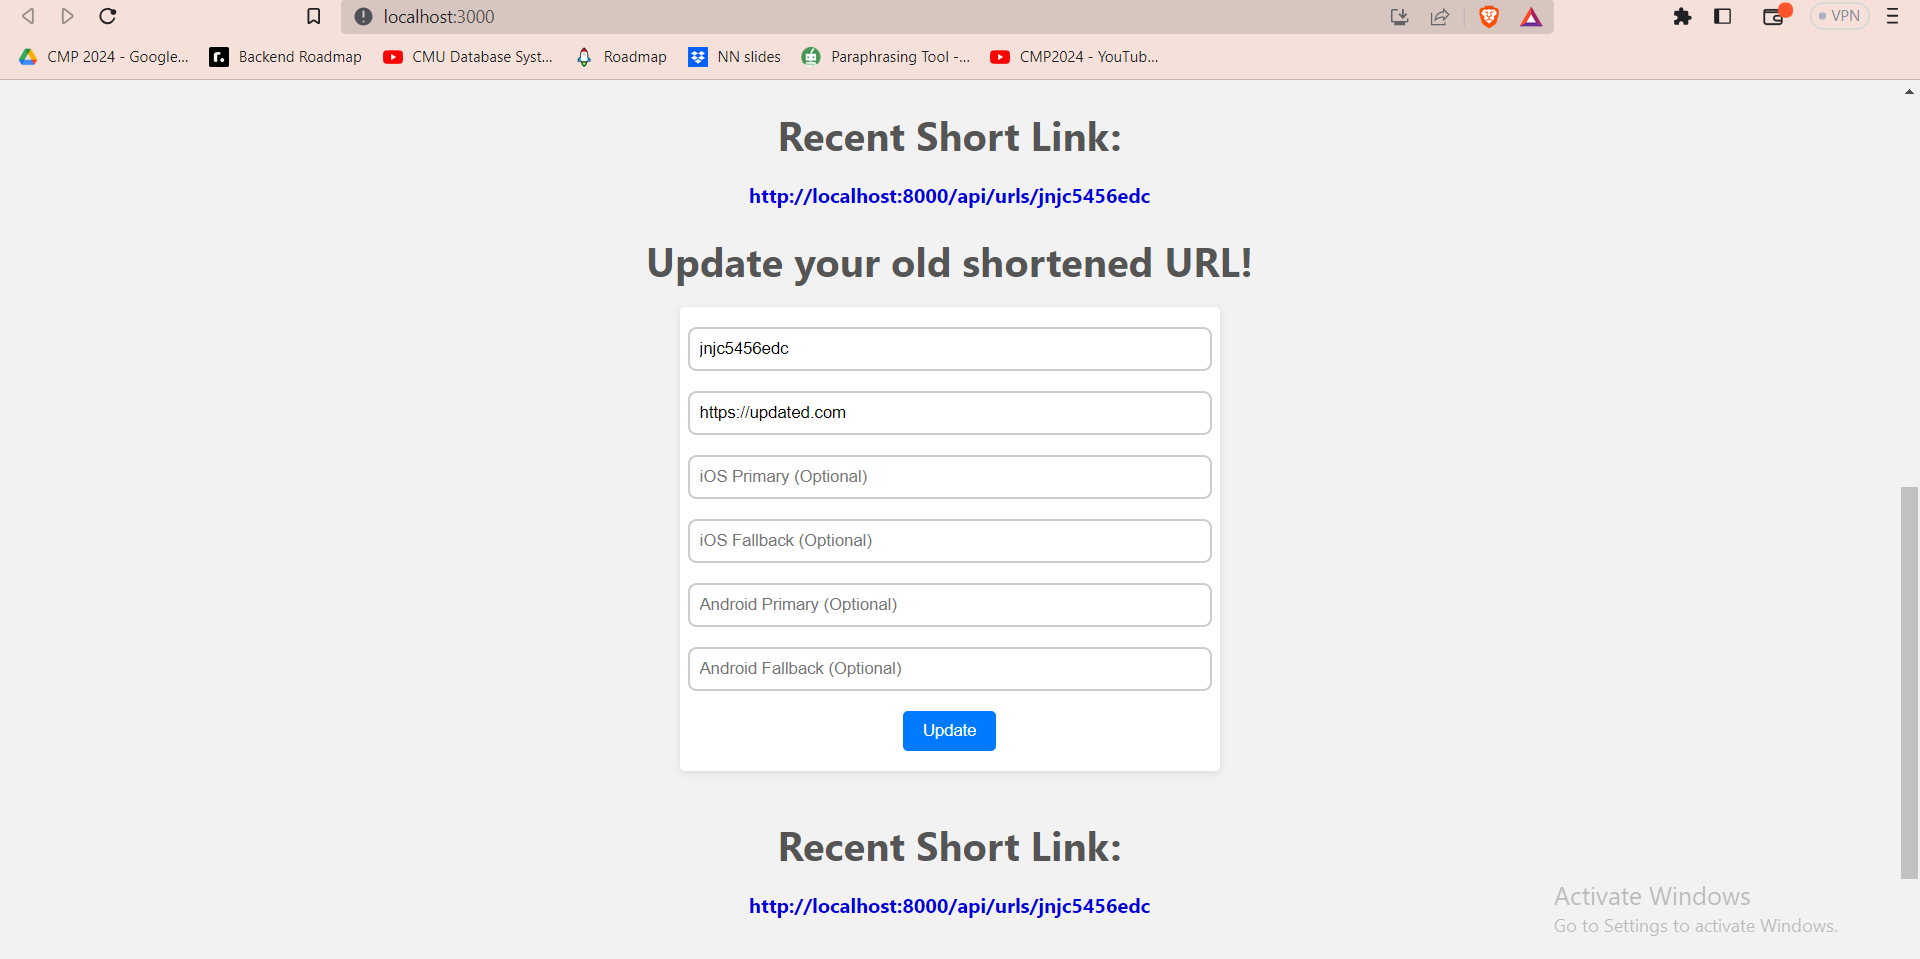 localhost:3000
VPN
CMP 2024 - Google...
Backend Roadmap
CMU Database Syst...
Roadmap
NN slides
Paraphrasing Tool -...
CMP2024 - YouTub...
Recent Short Link:
http://localhost:8000/api/urls/jnjc5456edc
Update your old shortened URL!
jnjc5456edc
https://updated.com
iOS Primary (Optional)
iOS Fallback (Optional)
Android Primary (Optional)
Android Fallback (Optional)
Update
Recent Short Link:
http://localhost:8000/api/urls/jnjc5456edc
Activate Windows
Go to Settings to activate Windows.